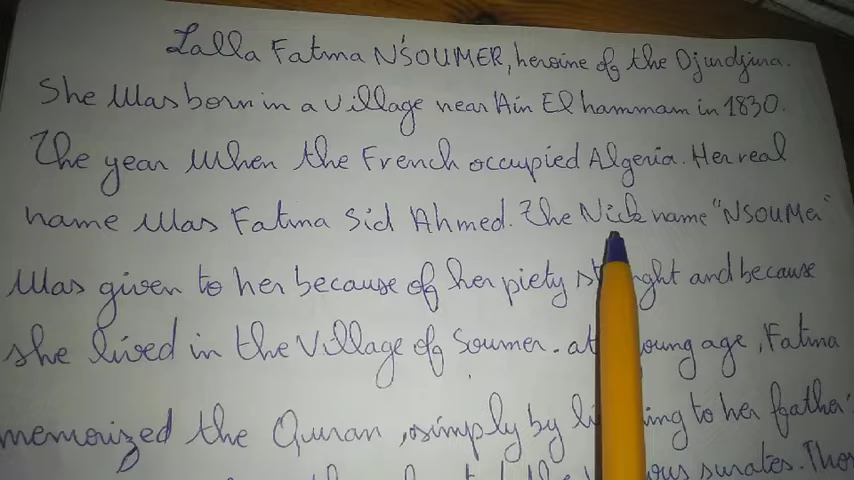 Lalla Fatma N'SOUMER, heroine of the Djurdjura.
She Was born in a village near Ain El hammam in 1830.
The year When the French occupied Algeria. Her real
name Was Fatma Sid Ahmed. The Nick name "NSOUMer"
Was given to her because of her piety and because
she lived in the village of Soumer. at young age, Fatma
memorized the Quran, simply by to her father's
surates.